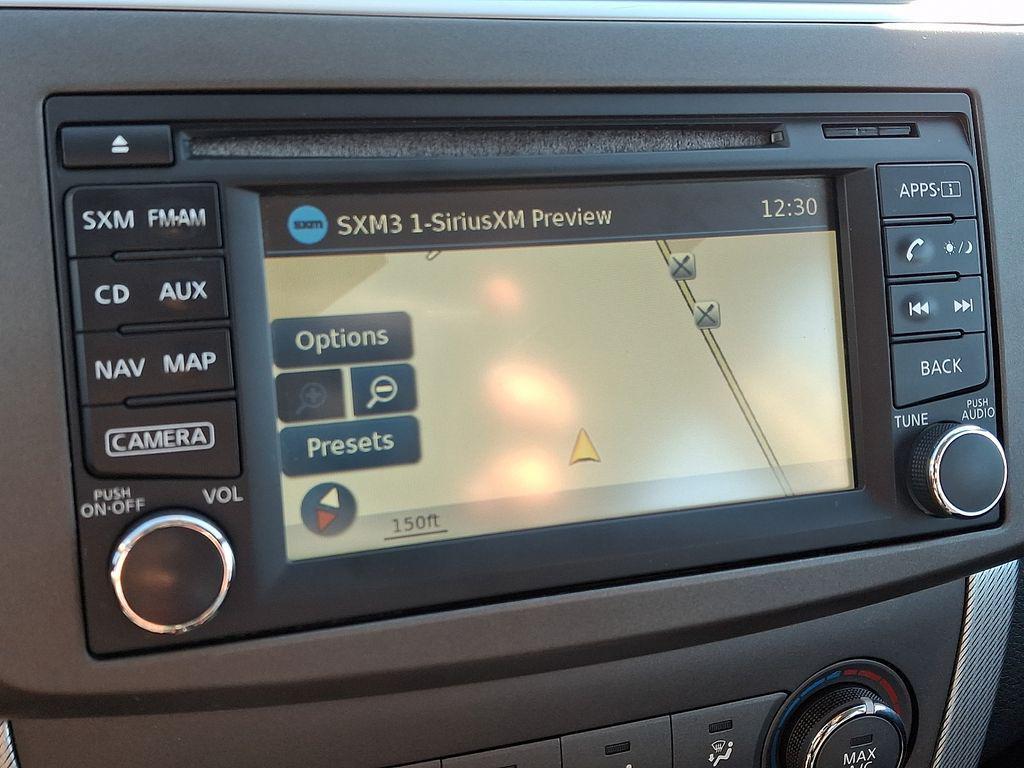 SXM FM·AM
CD AUX
NAV MAP
CAMERA
PUSH
ON·OFF
VOL
sxm SXM3 1-SiriusXM Preview 12:30
Options
Presets
150ft
APPS·i
BACK
TUNE
PUSH
AUDIO
MAX
A/C